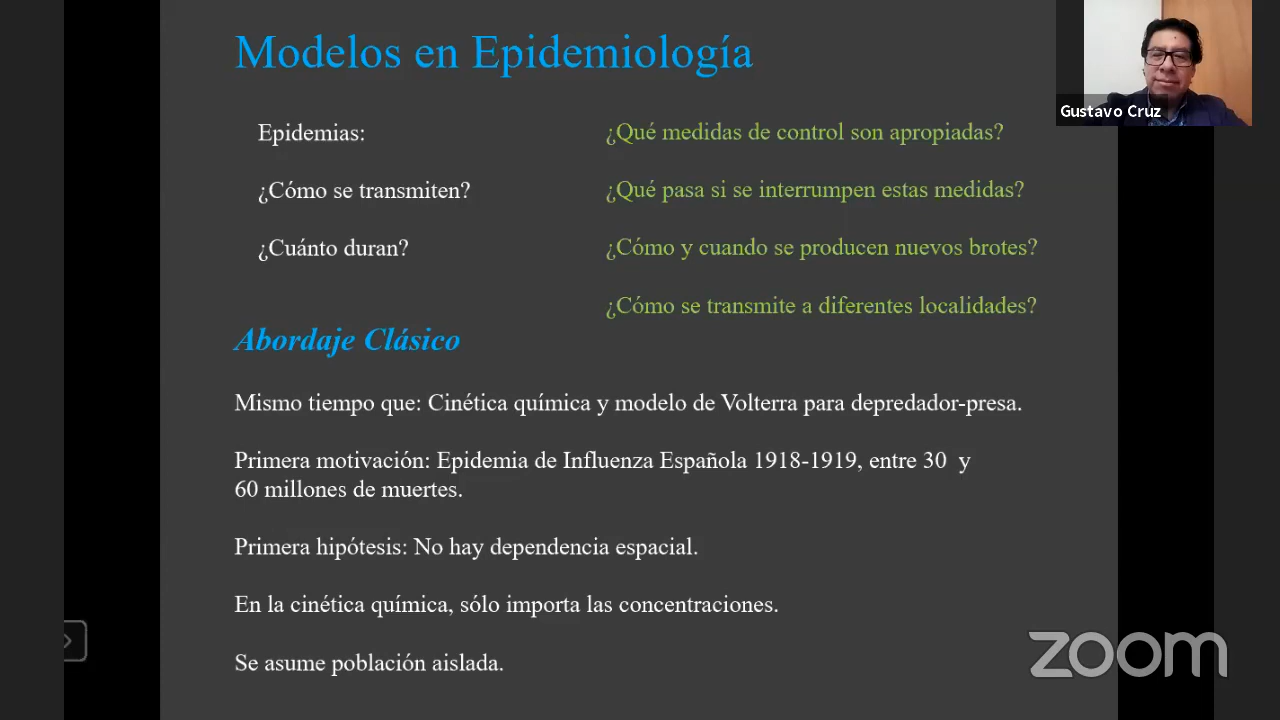 Modelos en Epidemiología
Epidemias:
¿Cómo se transmiten?
¿Cuánto duran?
¿Qué medidas de control son apropiadas?
¿Qué pasa si se interrumpen estas medidas?
¿Cómo y cuando se producen nuevos brotes?
¿Cómo se transmite a diferentes localidades?
Abordaje Clásico
Mismo tiempo que: Cinética química y modelo de Volterra para depredador-presa.
Primera motivación: Epidemia de Influenza Española 1918-1919, entre 30 y
60 millones de muertes.
Primera hipótesis: No hay dependencia espacial.
En la cinética química, sólo importa las concentraciones.
Se asume población aislada.
Gustavo Cruz
zoom